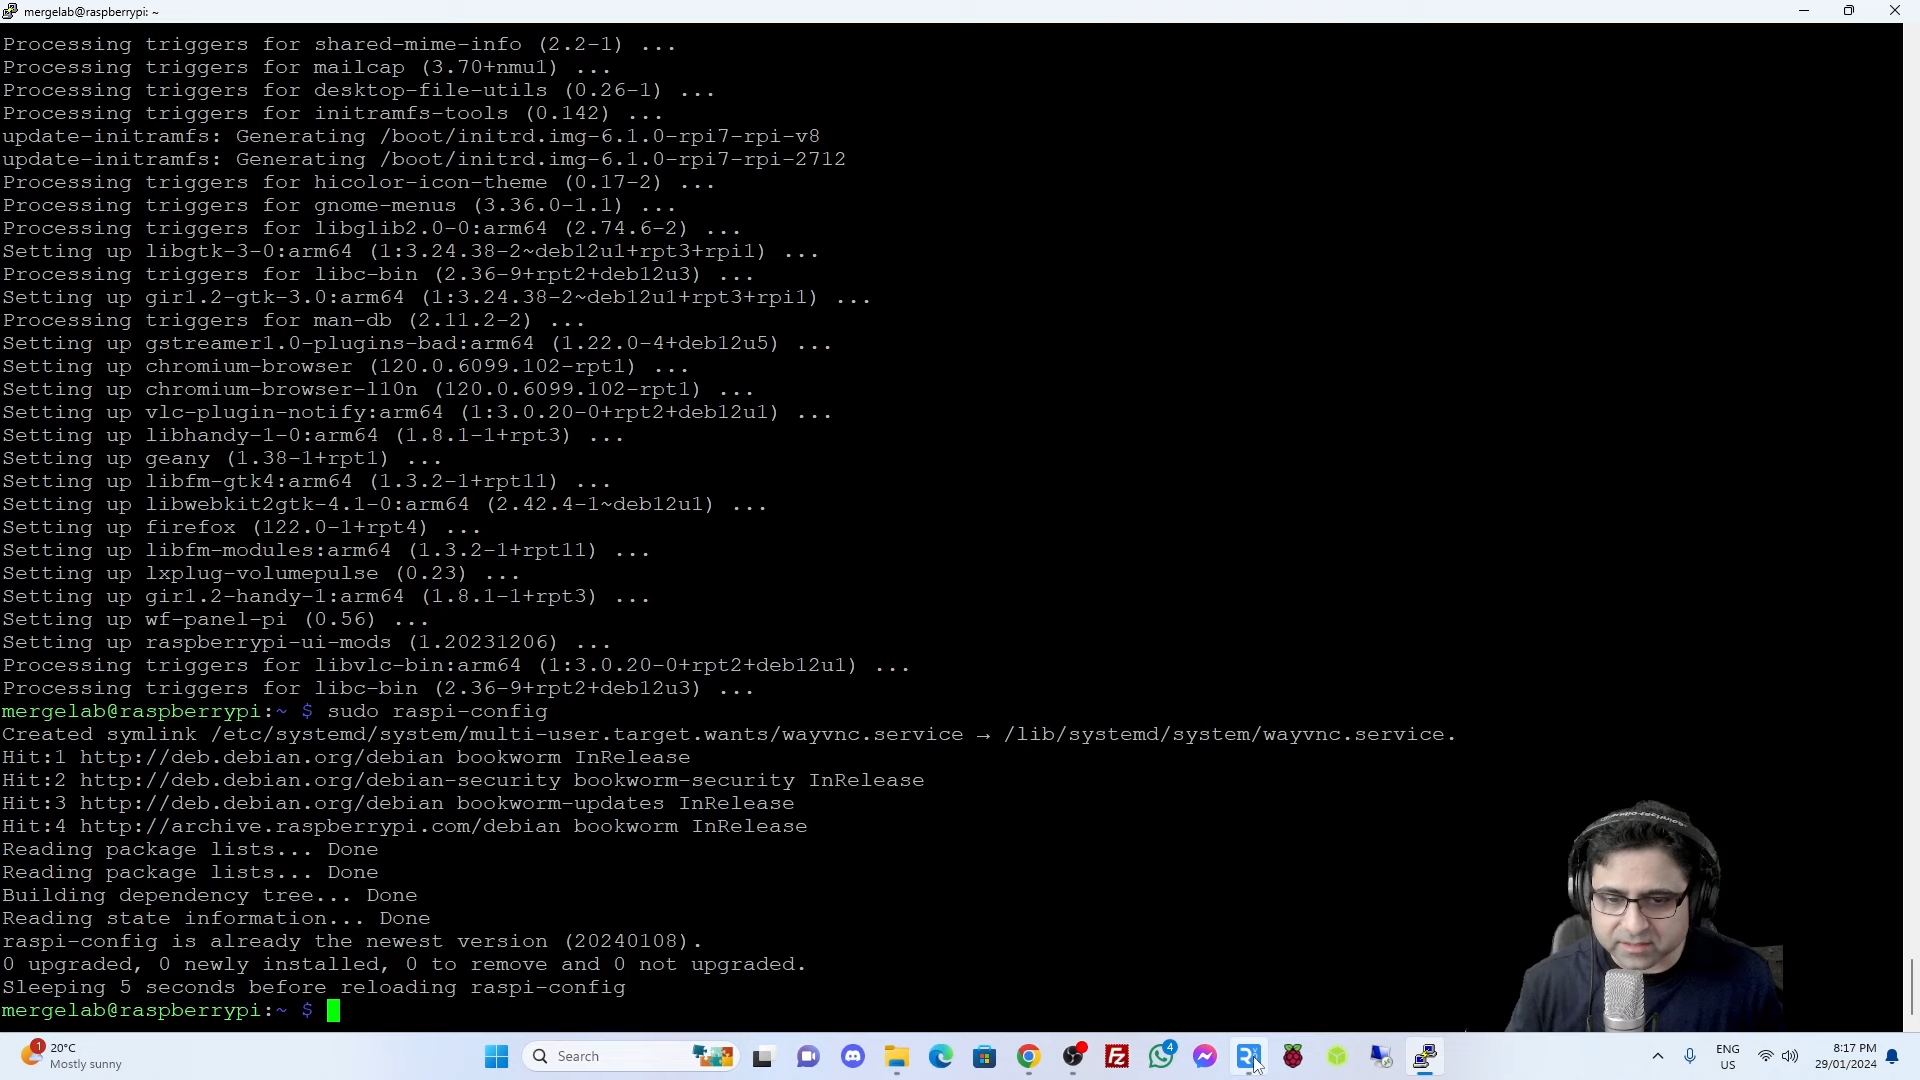 mergelab@raspberrypi: ~
Processing triggers for shared-mime-info (2.2-1) ...
Processing triggers for mailcap (3.70+nmu1) ...
Processing triggers for desktop-file-utils (0.26-1) ...
Processing triggers for initramfs-tools (0.142) ...
update-initramfs: Generating /boot/initrd.img-6.1.0-rpi7-rpi-v8
update-initramfs: Generating /boot/initrd.img-6.1.0-rpi7-rpi-2712
Processing triggers for hicolor-icon-theme (0.17-2) ...
Processing triggers for gnome-menus (3.36.0-1.1) ...
Processing triggers for libglib2.0-0:arm64 (2.74.6-2) ...
Setting up libgtk-3-0:arm64 (1:3.24.38-2~deb12u1+rpt3+rpi1) ...
Processing triggers for libc-bin (2.36-9+rpt2+deb12u3) ...
Setting up gir1.2-gtk-3.0:arm64 (1:3.24.38-2~deb12u1+rpt3+rpi1) ...
Processing triggers for man-db (2.11.2-2) ...
Setting up gstreamer1.0-plugins-bad:arm64 (1.22.0-4+deb12u5) ...
Setting up chromium-browser (120.0.6099.102-rpt1) ...
Setting up chromium-browser-l10n (120.0.6099.102-rpt1) ...
Setting up vlc-plugin-notify:arm64 (1:3.0.20-0+rpt2+deb12u1) ...
Setting up libhandy-1-0:arm64 (1.8.1-1+rpt3) ...
Setting up geany (1.38-1+rpt1) ...
Setting up libfm-gtk4:arm64 (1.3.2-1+rpt11) ...
Setting up libwebkit2gtk-4.1-0:arm64 (2.42.4-1~deb12u1) ...
Setting up firefox (122.0-1+rpt4) ...
Setting up libfm-modules:arm64 (1.3.2-1+rpt11) ...
Setting up lxplug-volumepulse (0.23) ...
Setting up gir1.2-handy-1:arm64 (1.8.1-1+rpt3) ...
Setting up wf-panel-pi (0.56) ...
Setting up raspberrypi-ui-mods (1.20231206) ...
Processing triggers for libvlc-bin:arm64 (1:3.0.20-0+rpt2+deb12u1) ...
Processing triggers for libc-bin (2.36-9+rpt2+deb12u3) ...
mergelab@raspberrypi:~ $ sudo raspi-config
Created symlink /etc/systemd/system/multi-user.target.wants/wayvnc.service → /lib/systemd/system/wayvnc.service.
Hit:1 http://deb.debian.org/debian bookworm InRelease
Hit:2 http://deb.debian.org/debian-security bookworm-security InRelease
Hit:3 http://deb.debian.org/debian bookworm-updates InRelease
Hit:4 http://archive.raspberrypi.com/debian bookworm InRelease
Reading package lists... Done
Reading package lists... Done
Building dependency tree... Done
Reading state information... Done
raspi-config is already the newest version (20240108).
0 upgraded, 0 newly installed, 0 to remove and 0 not upgraded.
Sleeping 5 seconds before reloading raspi-config
mergelab@raspberrypi:~ $
1
20°C
Mostly sunny
Search
Fz
4
ENG
US
8:17 PM
29/01/2024